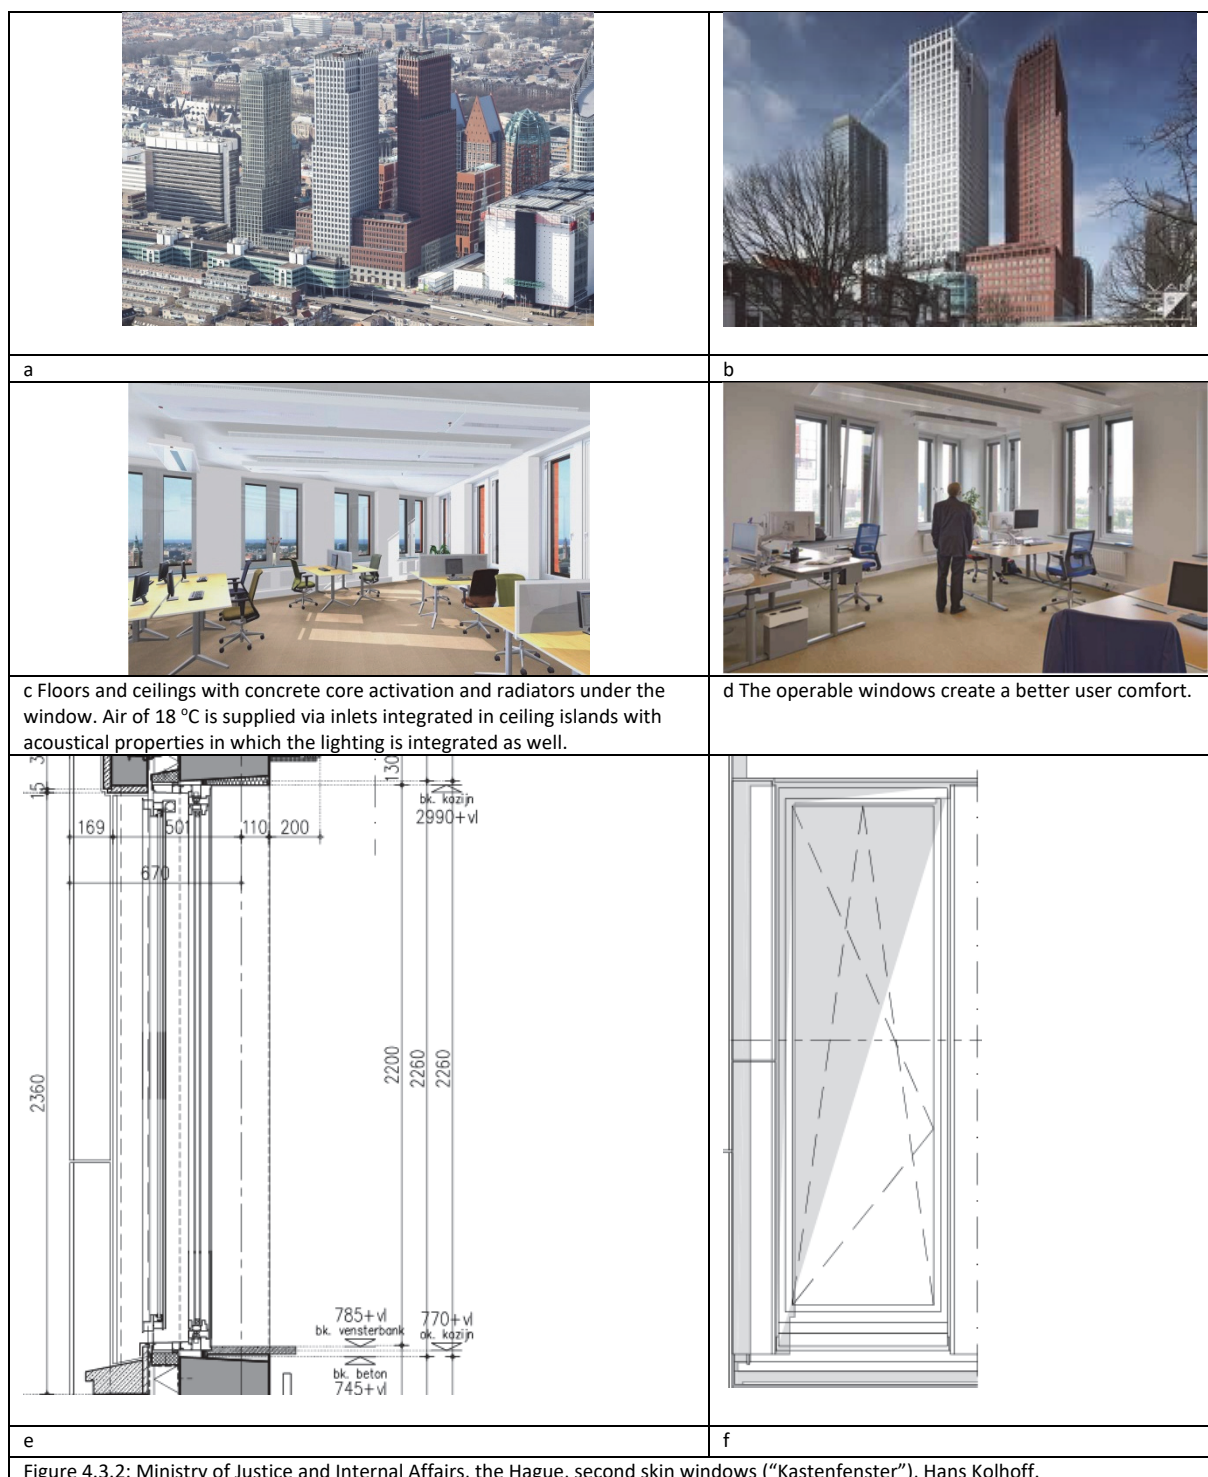 a
b
c Floors and ceilings with concrete core activation and radiators under the
window. Air of 18 °C is supplied via inlets integrated in ceiling islands with
acoustical properties in which the lighting is integrated as well.
d The operable windows create a better user comfort.
15
130
bk. kozijn
2990+vl
169
501
110
200
670
2360
2200
2260
2260
785+vl
bk. vensterbank
770+vl
ok. kozijn
bk. beton
745+vl
e
f
Figure 4.3.2: Ministry of Justice and Internal Affairs, the Hague, second skin windows (“Kastenfenster”), Hans Kolhoff.